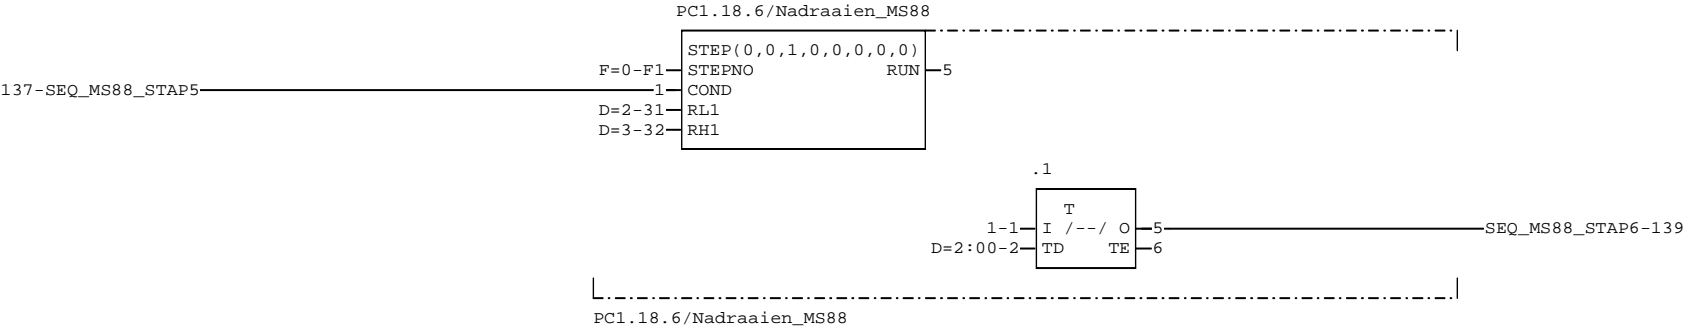 PC1.18.6/Nadraaien_MS88
STEP(0,0,1,0,0,0,0,0)
F=0-F1 STEPNO RUN 5
137-SEQ_MS88_STAP5 1 COND
D=2-31 RL1
D=3-32 RH1
.1
T
1-1 I /--/ O 5 SEQ_MS88_STAP6-139
D=2:00-2 TD TE 6
PC1.18.6/Nadraaien_MS88